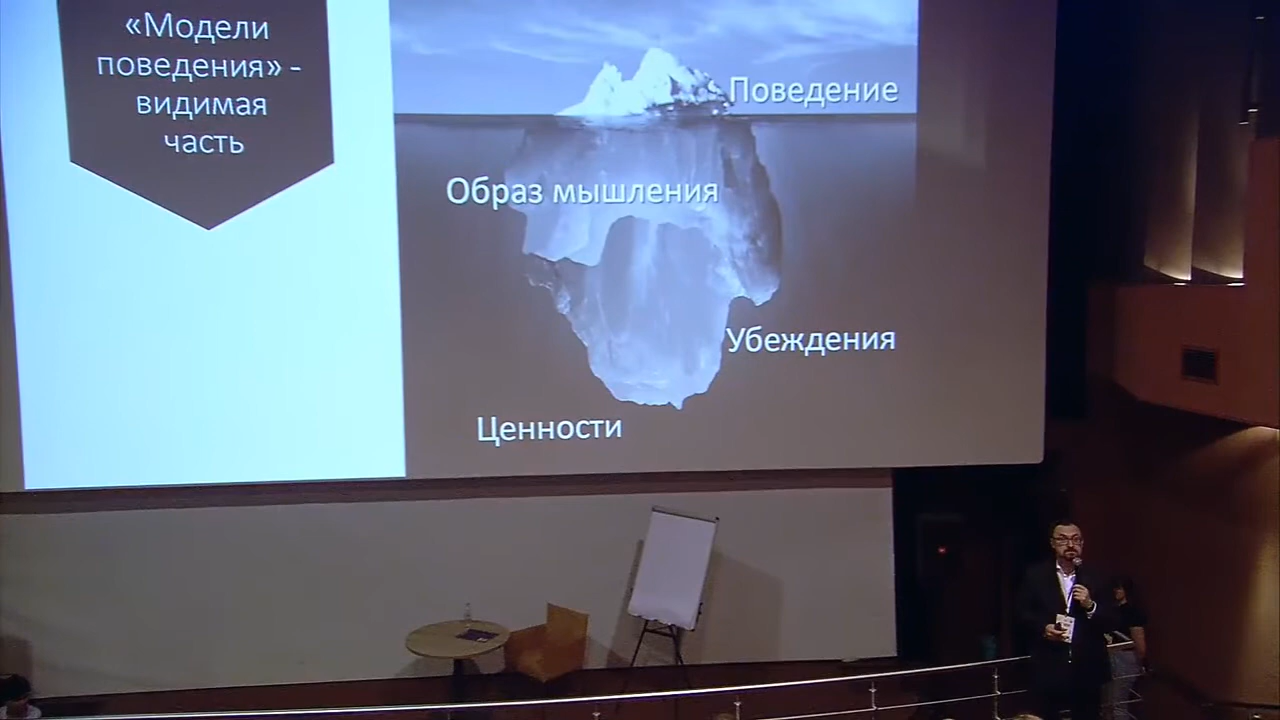 «Модели
поведения» -
видимая
часть
Поведение
Образ мышления
Убеждения
Ценности